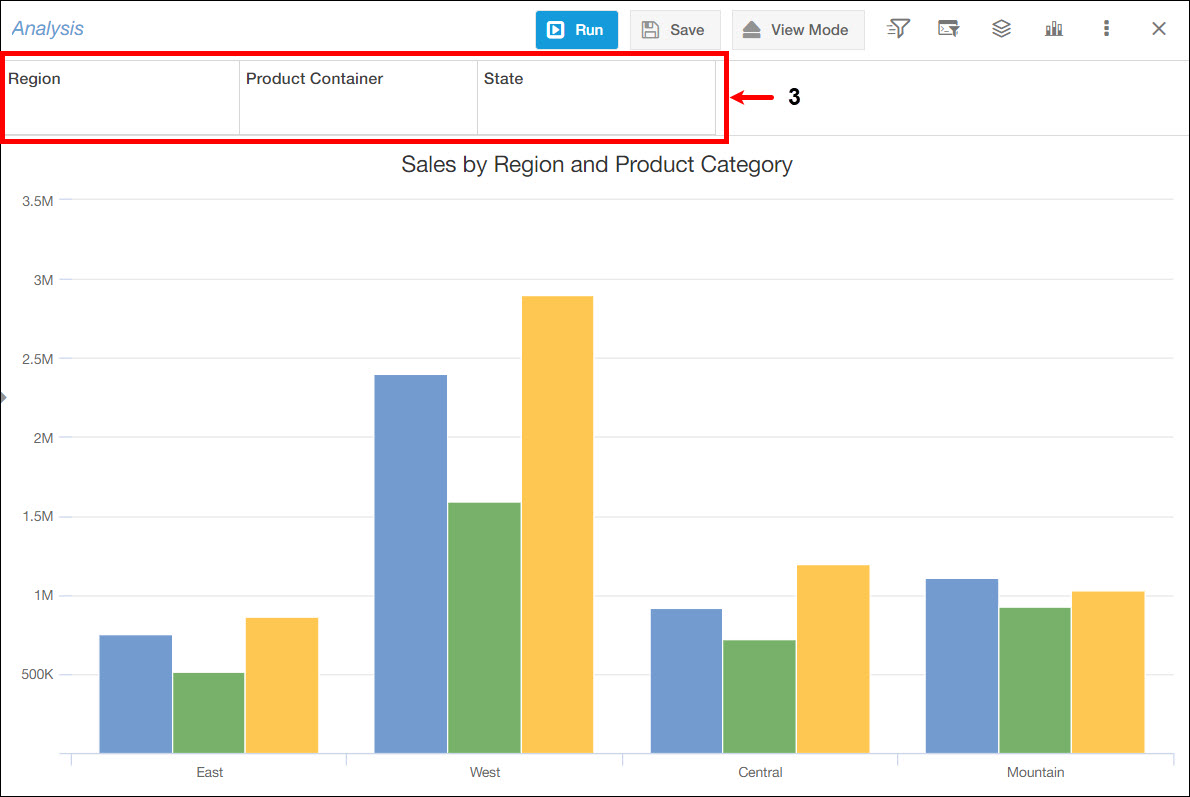 Analysis
Run
Save
View Mode
Region
Product Container
State
3
Sales by Region and Product Category
3.5M
3M
2.5M
2M
1.5M
1M
500K
East
West
Central
Mountain